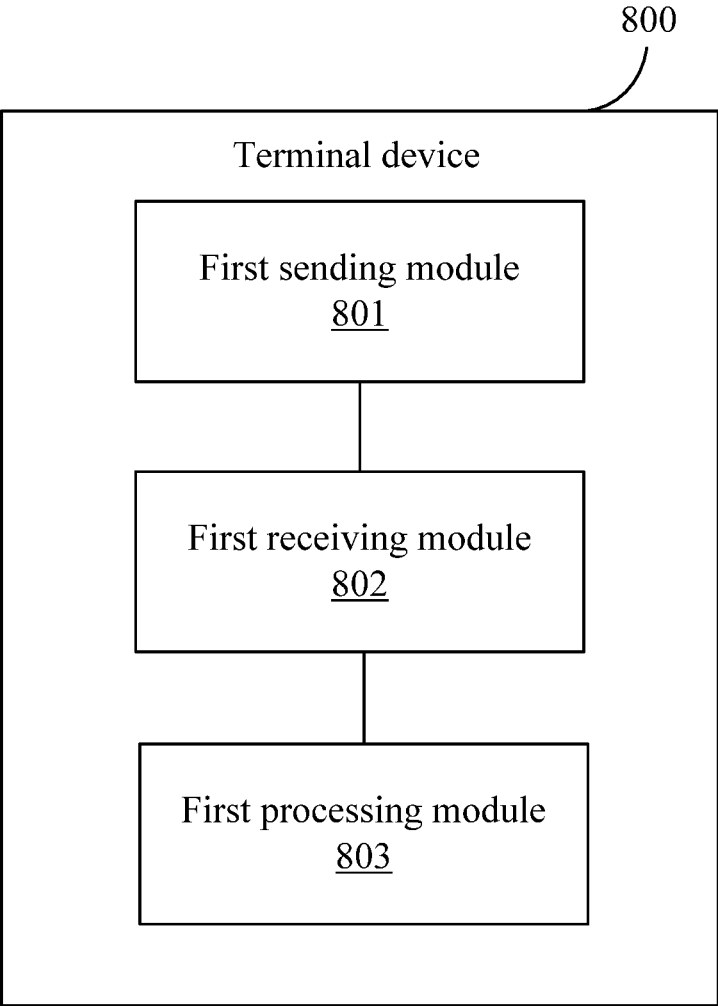 800
Terminal device
First sending module
801
First receiving module
802
First processing module
803